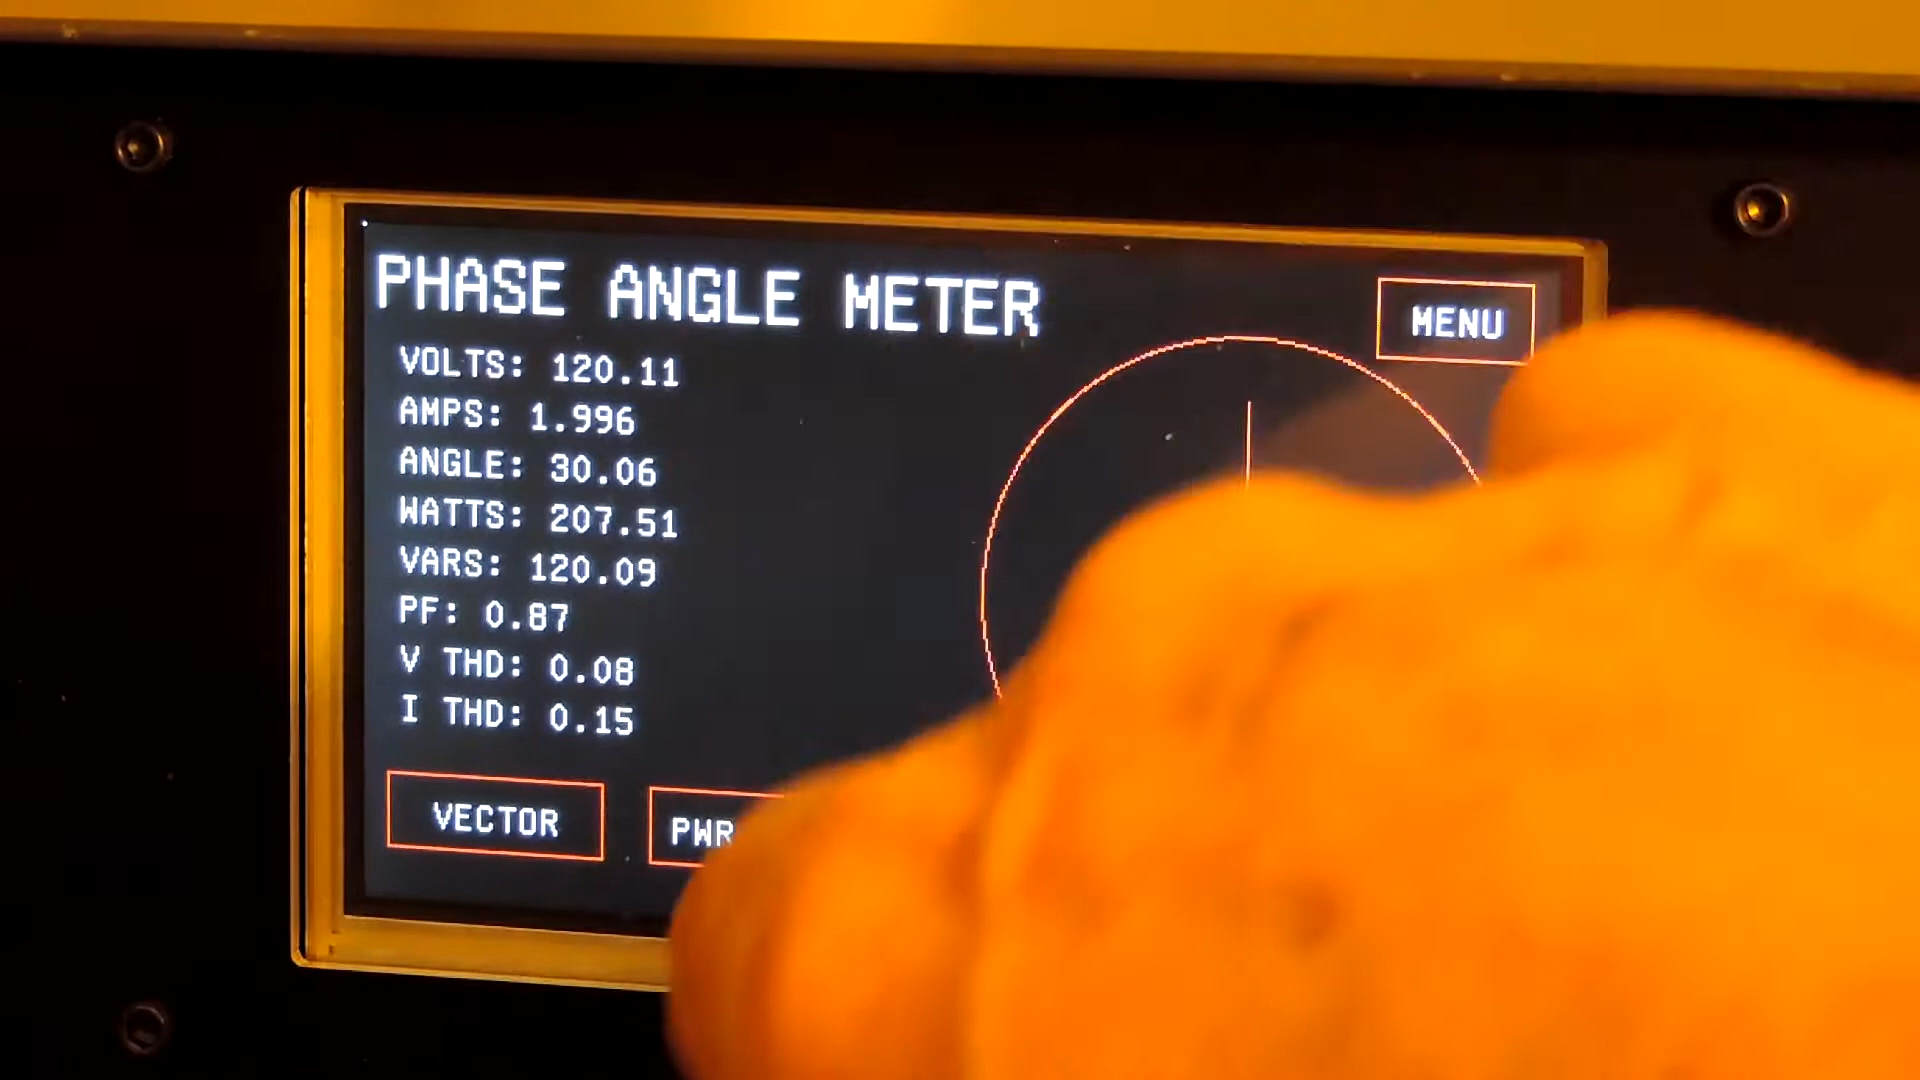 PHASE ANGLE METER
MENU
VOLTS: 120.11
AMPS: 1.996
ANGLE: 30.06
WATTS: 207.51
VARS: 120.09
PF: 0.87
V THD: 0.08
I THD: 0.15
VECTOR
PWR